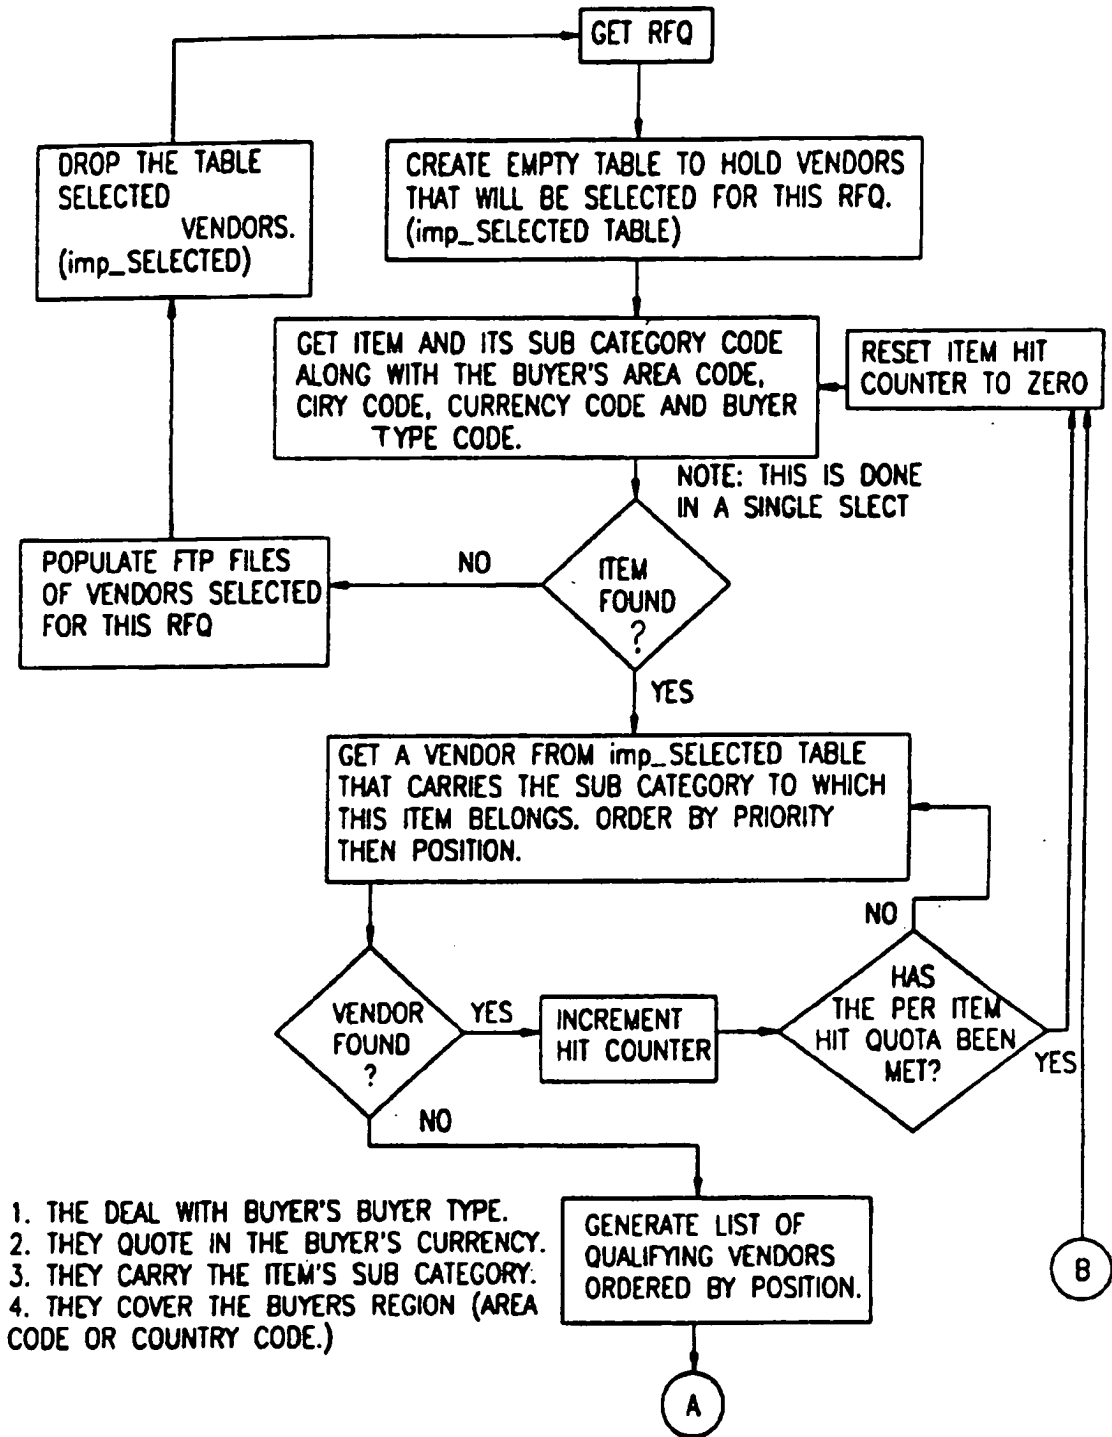 GET RFQ
DROP THE TABLE
SELECTED
VENDORS.
(imp_SELECTED)
CREATE EMPTY TABLE TO HOLD VENDORS
THAT WILL BE SELECTED FOR THIS RFQ.
(imp_SELECTED TABLE)
GET ITEM AND ITS SUB CATEGORY CODE
ALONG WITH THE BUYER'S AREA CODE,
CIRY CODE, CURRENCY CODE AND BUYER
TYPE CODE.
RESET ITEM HIT
COUNTER TO ZERO
NOTE: THIS IS DONE
IN A SINGLE SLECT
POPULATE FTP FILES
OF VENDORS SELECTED
FOR THIS RFQ
NO
ITEM
FOUND
?
YES
GET A VENDOR FROM imp_SELECTED TABLE
THAT CARRIES THE SUB CATEGORY TO WHICH
THIS ITEM BELONGS. ORDER BY PRIORITY
THEN POSITION.
NO
VENDOR
FOUND
?
YES
INCREMENT
HIT COUNTER
HAS
THE PER ITEM
HIT QUOTA BEEN
MET?
YES
NO
1. THE DEAL WITH BUYER'S BUYER TYPE.
2. THEY QUOTE IN THE BUYER'S CURRENCY.
3. THEY CARRY THE ITEM'S SUB CATEGORY.
4. THEY COVER THE BUYERS REGION (AREA
CODE OR COUNTRY CODE.)
GENERATE LIST OF
QUALIFYING VENDORS
ORDERED BY POSITION.
B
A